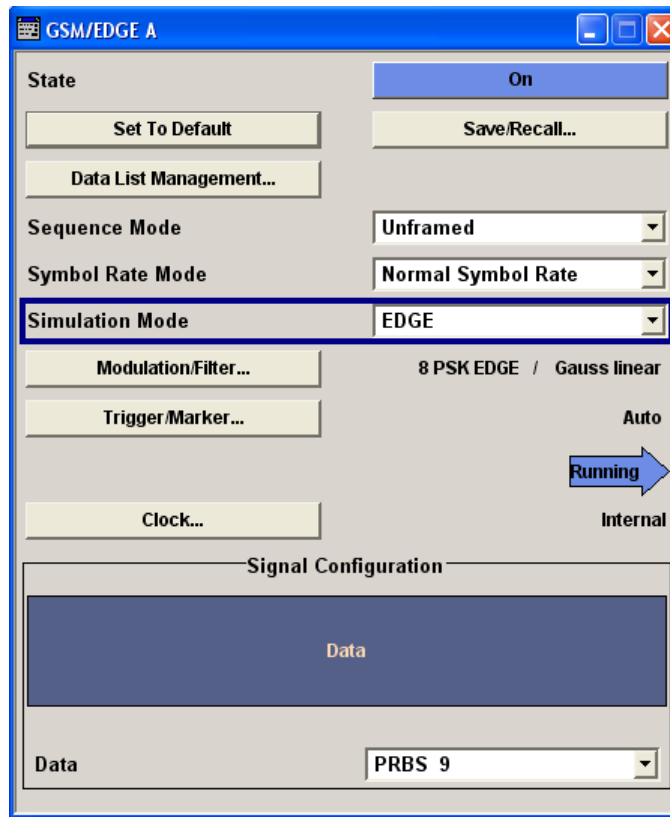 GSM/EDGE A
State On
Set To Default Save/Recall...
Data List Management...
Sequence Mode Unframed
Symbol Rate Mode Normal Symbol Rate
Simulation Mode EDGE
Modulation/Filter... 8 PSK EDGE / Gauss linear
Trigger/Marker... Auto
Running
Clock... Internal
Signal Configuration
Data
Data PRBS 9